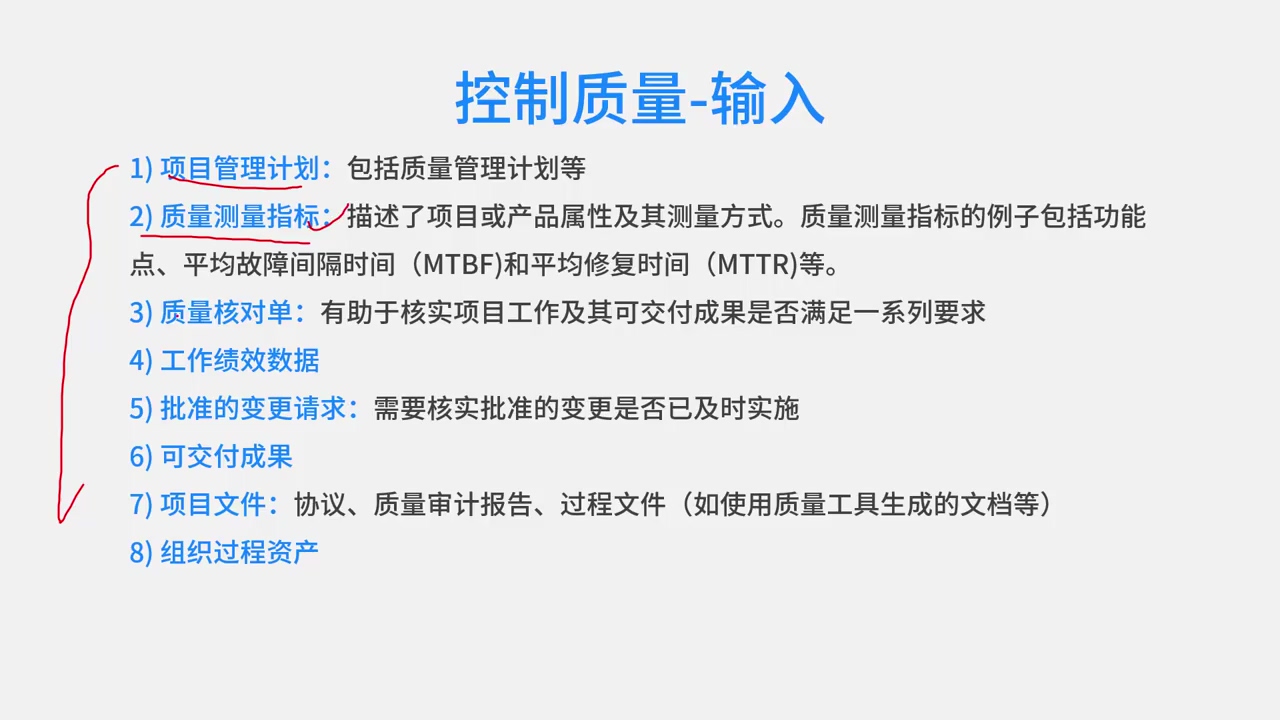 控制质量-输入
1) 项目管理计划：包括质量管理计划等
2) 质量测量指标：描述了项目或产品属性及其测量方式。质量测量指标的例子包括功能
点、平均故障间隔时间（MTBF)和平均修复时间（MTTR)等。
3) 质量核对单：有助于核实项目工作及其可交付成果是否满足一系列要求
4) 工作绩效数据
5) 批准的变更请求：需要核实批准的变更是否已及时实施
6) 可交付成果
7) 项目文件：协议、质量审计报告、过程文件（如使用质量工具生成的文档等）
8) 组织过程资产